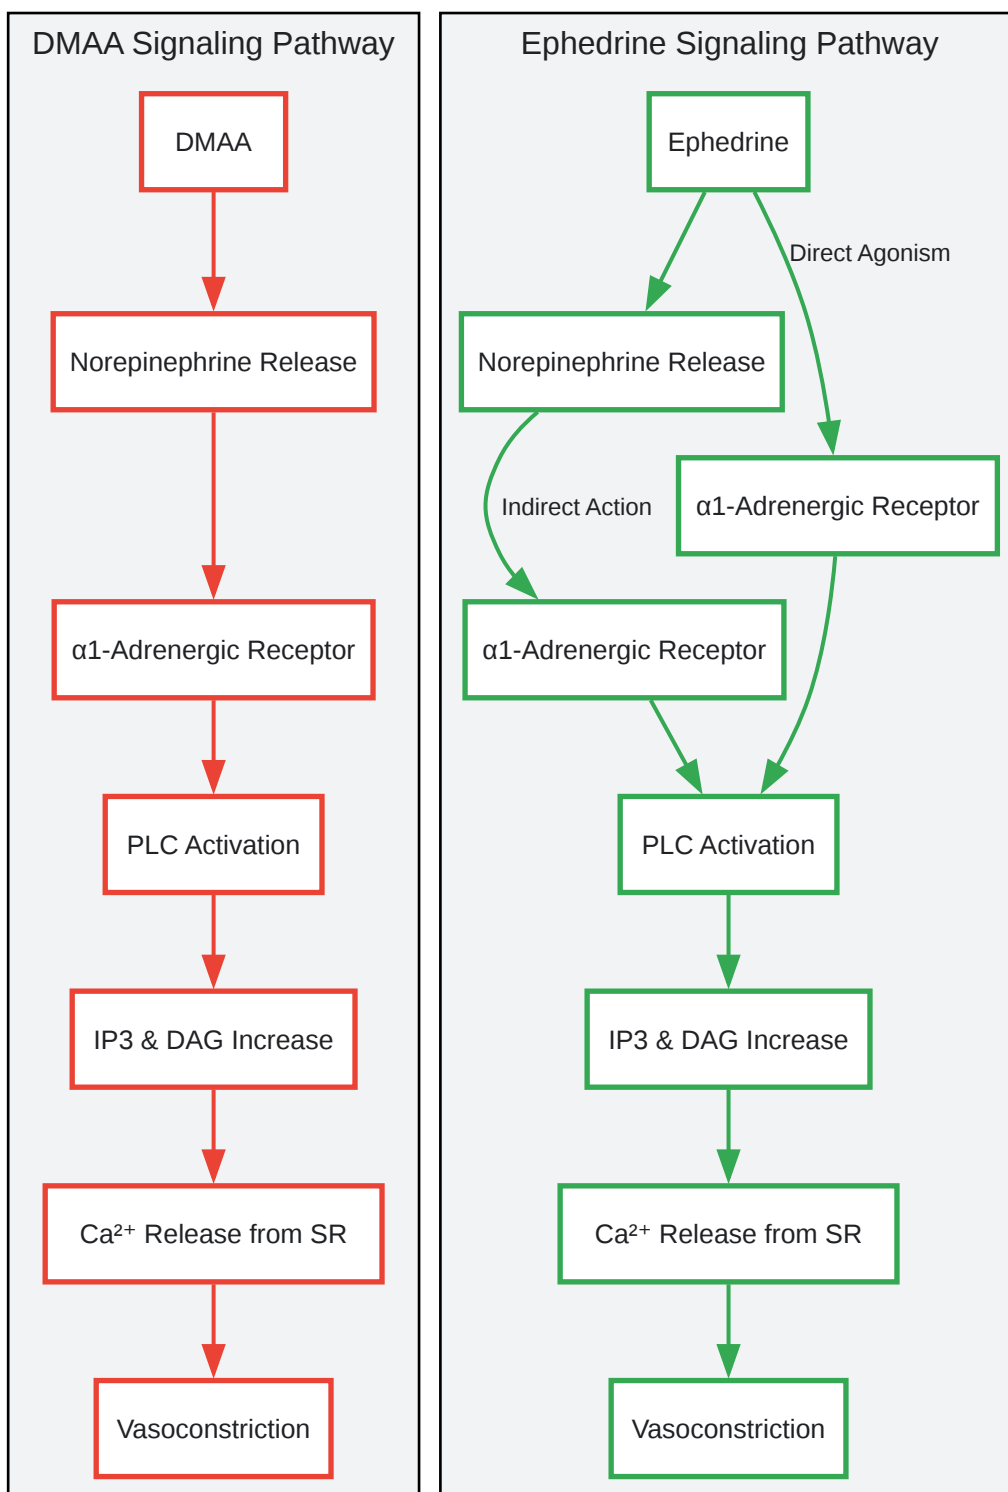 DMAA Signaling Pathway
DMAA
Norepinephrine Release
α1-Adrenergic Receptor
PLC Activation
IP3 & DAG Increase
Ca²⁺ Release from SR
Vasoconstriction
Ephedrine Signaling Pathway
Ephedrine
Direct Agonism
Norepinephrine Release
α1-Adrenergic Receptor
Indirect Action
α1-Adrenergic Receptor
PLC Activation
IP3 & DAG Increase
Ca²⁺ Release from SR
Vasoconstriction